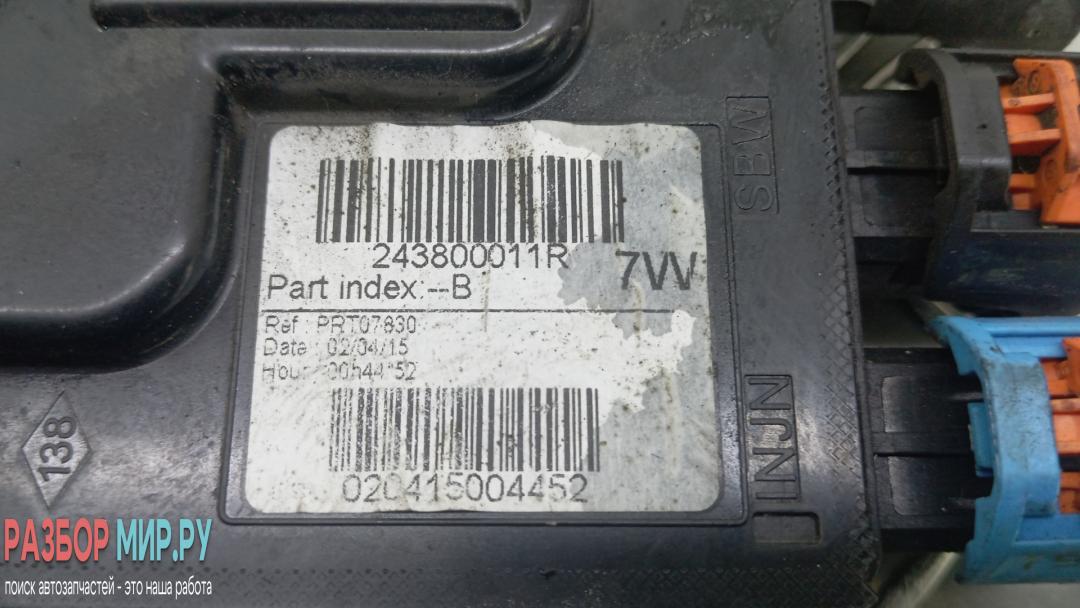 243800011R
7VV
Part index:--B
Ref : PRT07830
Date : 02/04/15
Hour : 00h44'52
020415004452
SBW
INJN
138
РАЗБОР МИР.РУ
поиск автозапчастей - это наша работа